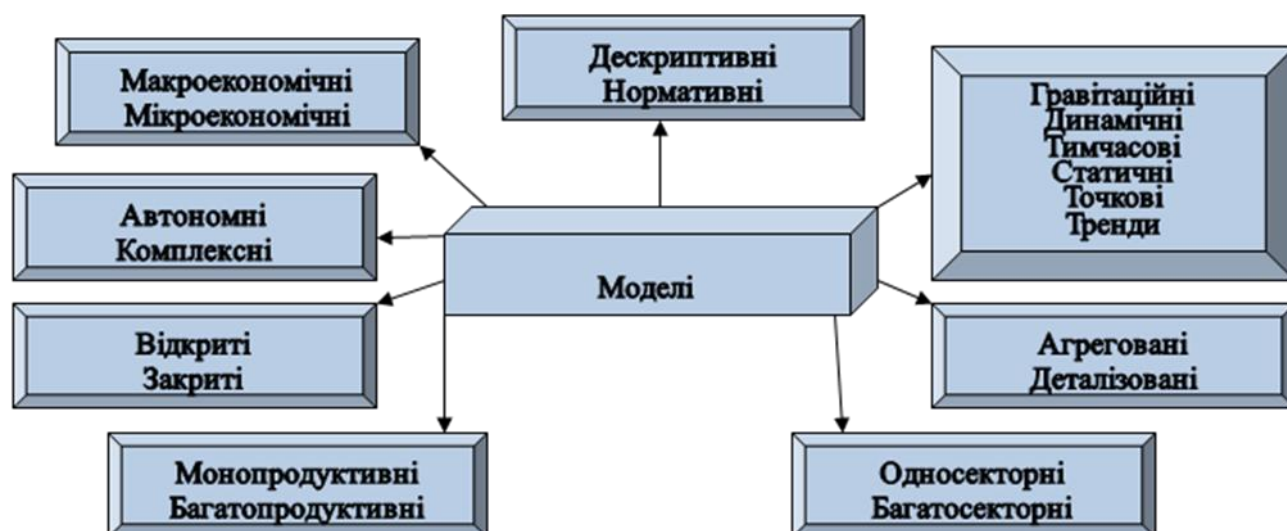 Макроекономічні
Мікроекономічні
Дескриптивні
Нормативні
Гравітаційні
Динамічні
Тимчасові
Статичні
Точкові
Тренди
Автономні
Комплексні
Моделі
Відкриті
Закриті
Агреговані
Деталізовані
Монопродуктивні
Багатопродуктивні
Односекторні
Багатосекторні